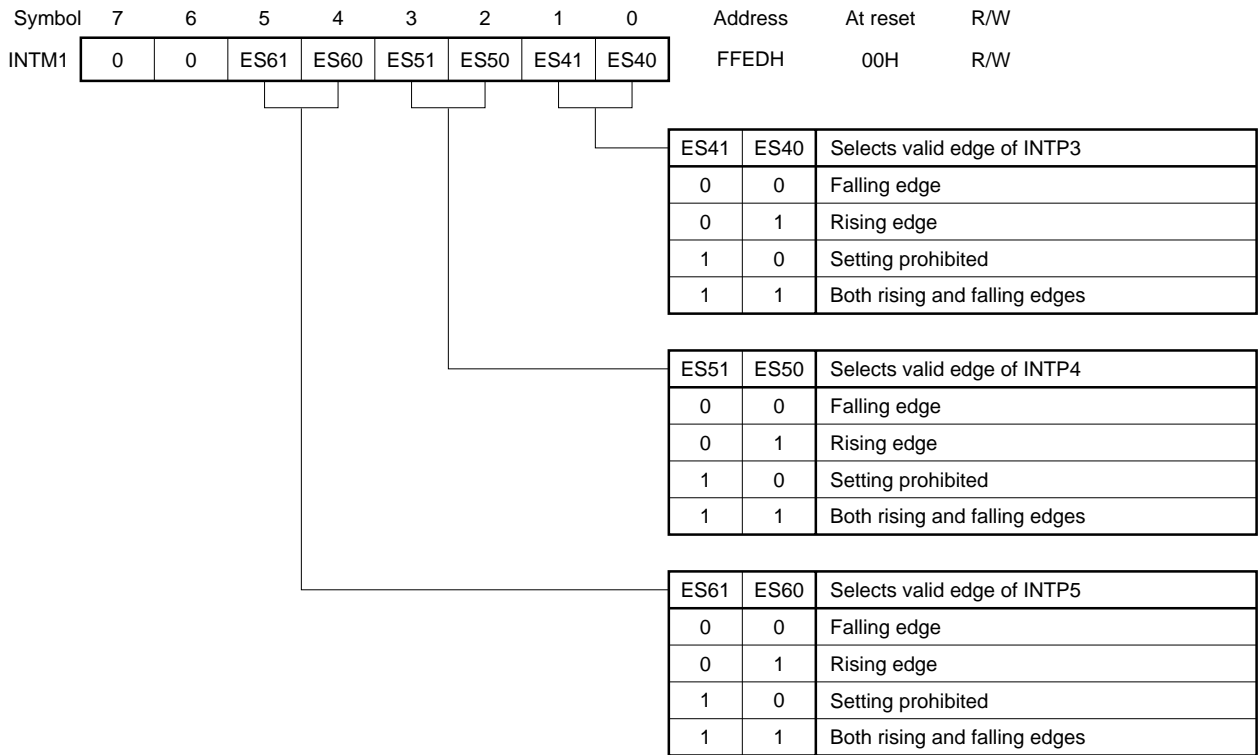 Symbol 7 6 5 4 3 2 1 0 Address At reset R/W
INTM1 0 0 ES61 ES60 ES51 ES50 ES41 ES40 FFEDH 00H R/W
ES41 ES40 Selects valid edge of INTP3
0 0 Falling edge
0 1 Rising edge
1 0 Setting prohibited
1 1 Both rising and falling edges
ES51 ES50 Selects valid edge of INTP4
0 0 Falling edge
0 1 Rising edge
1 0 Setting prohibited
1 1 Both rising and falling edges
ES61 ES60 Selects valid edge of INTP5
0 0 Falling edge
0 1 Rising edge
1 0 Setting prohibited
1 1 Both rising and falling edges